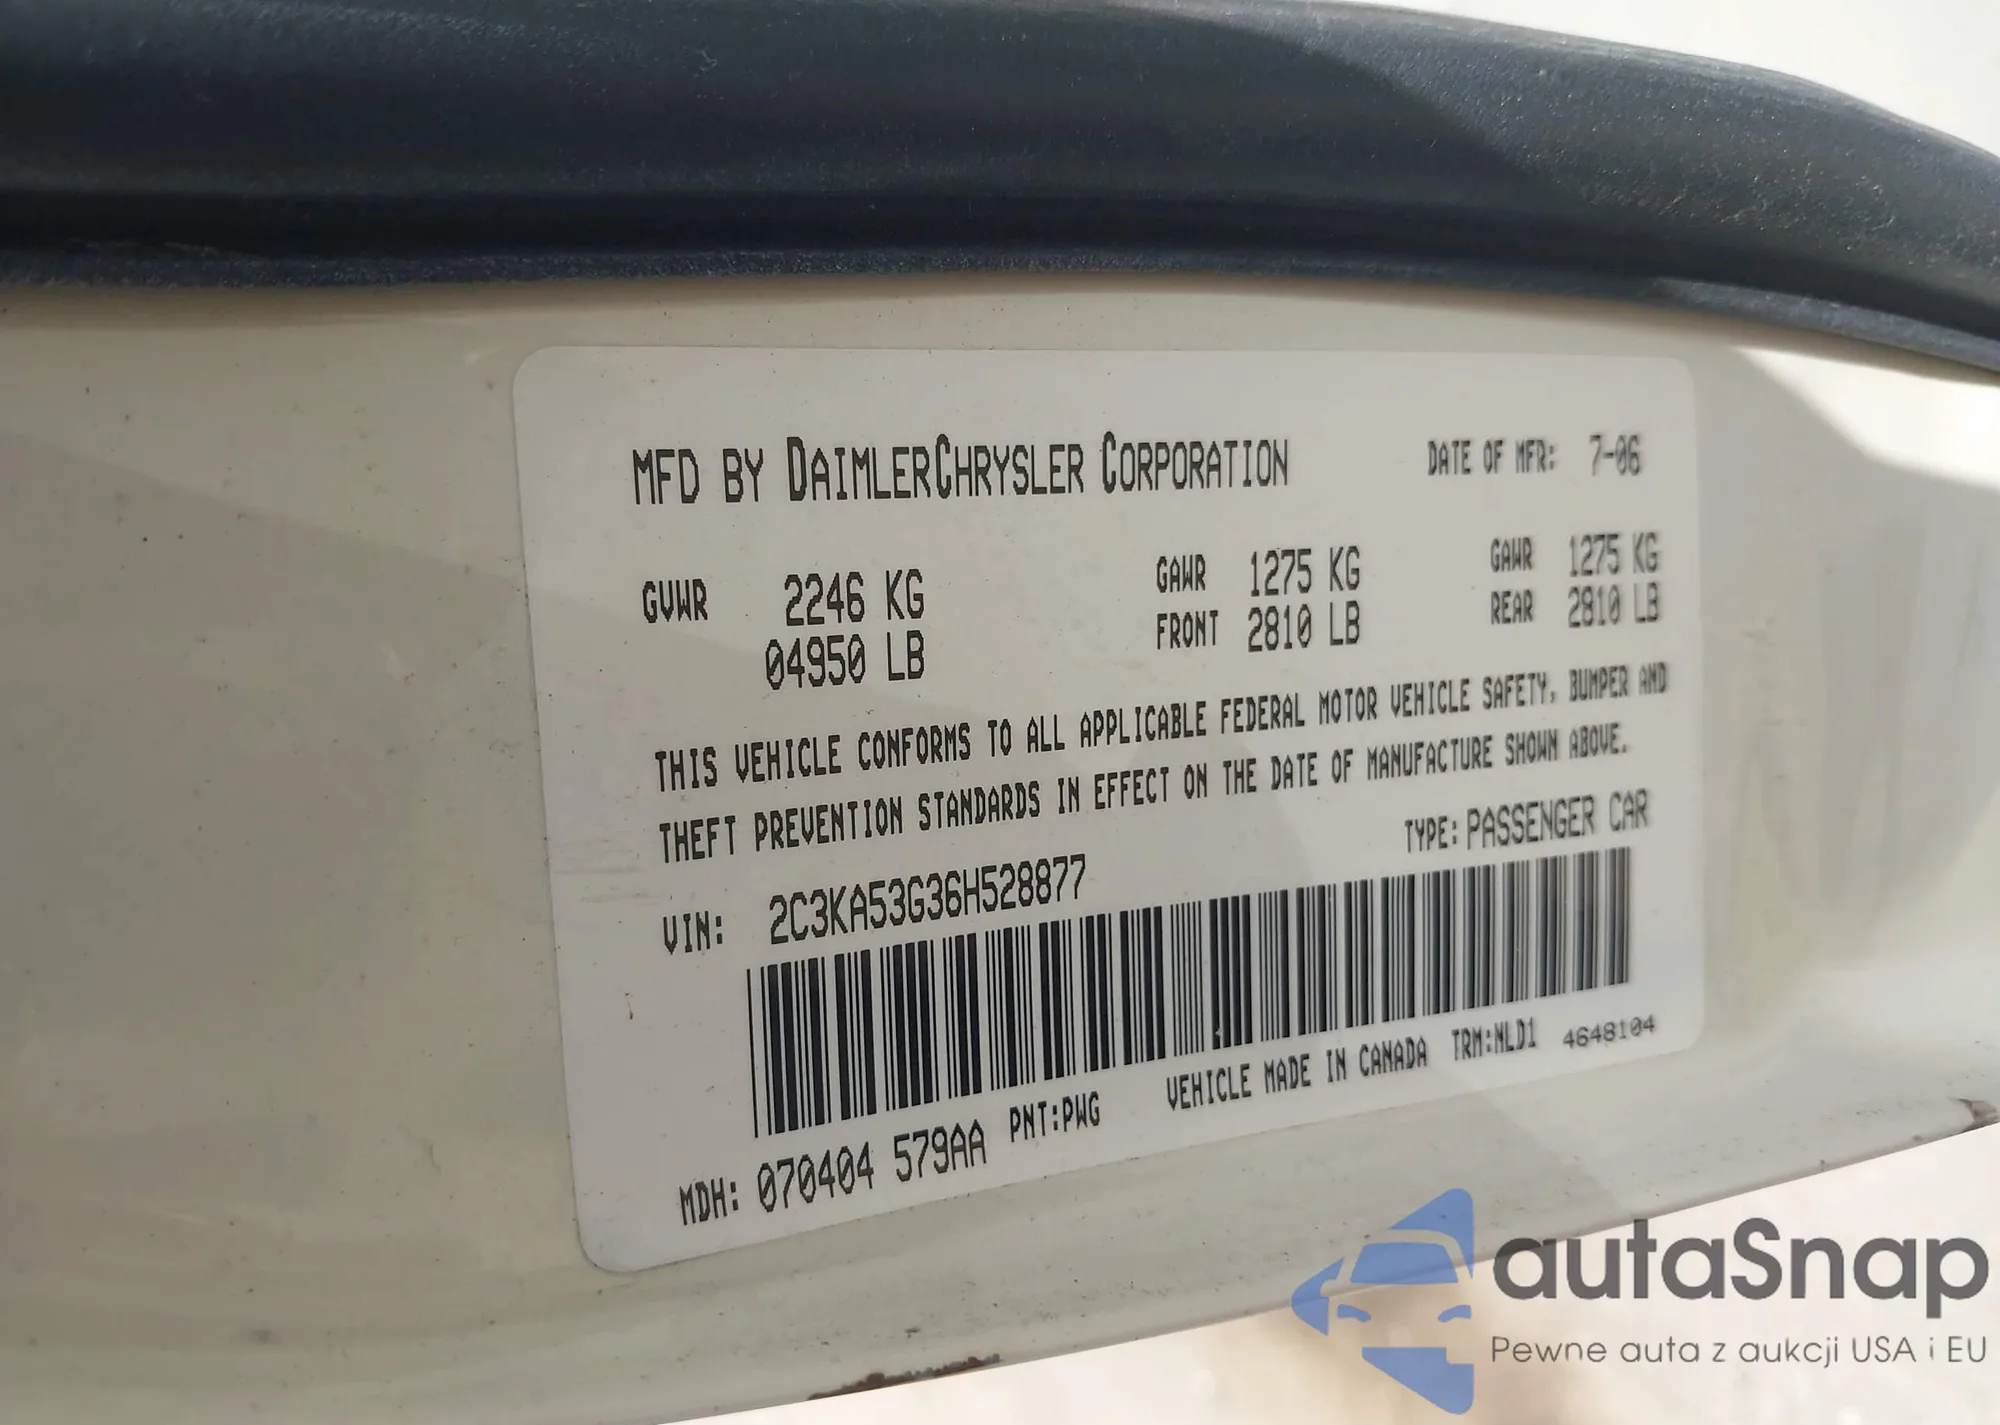 MFD BY DAIMLERCHRYSLER CORPORATION DATE OF MFR: 7-06
GVWR 2246 KG GAWR 1275 KG GAWR 1275 KG
04950 LB FRONT 2810 LB REAR 2810 LB
THIS VEHICLE CONFORMS TO ALL APPLICABLE FEDERAL MOTOR VEHICLE SAFETY, BUMPER AND
THEFT PREVENTION STANDARDS IN EFFECT ON THE DATE OF MANUFACTURE SHOWN ABOVE.
VIN: 2C3KA53G36H528877 TYPE: PASSENGER CAR
MDH: 070404 579AA PNT:PWG VEHICLE MADE IN CANADA TRM:NLD1 4648104
autaSnap
Pewne auta z aukcji USA i EU